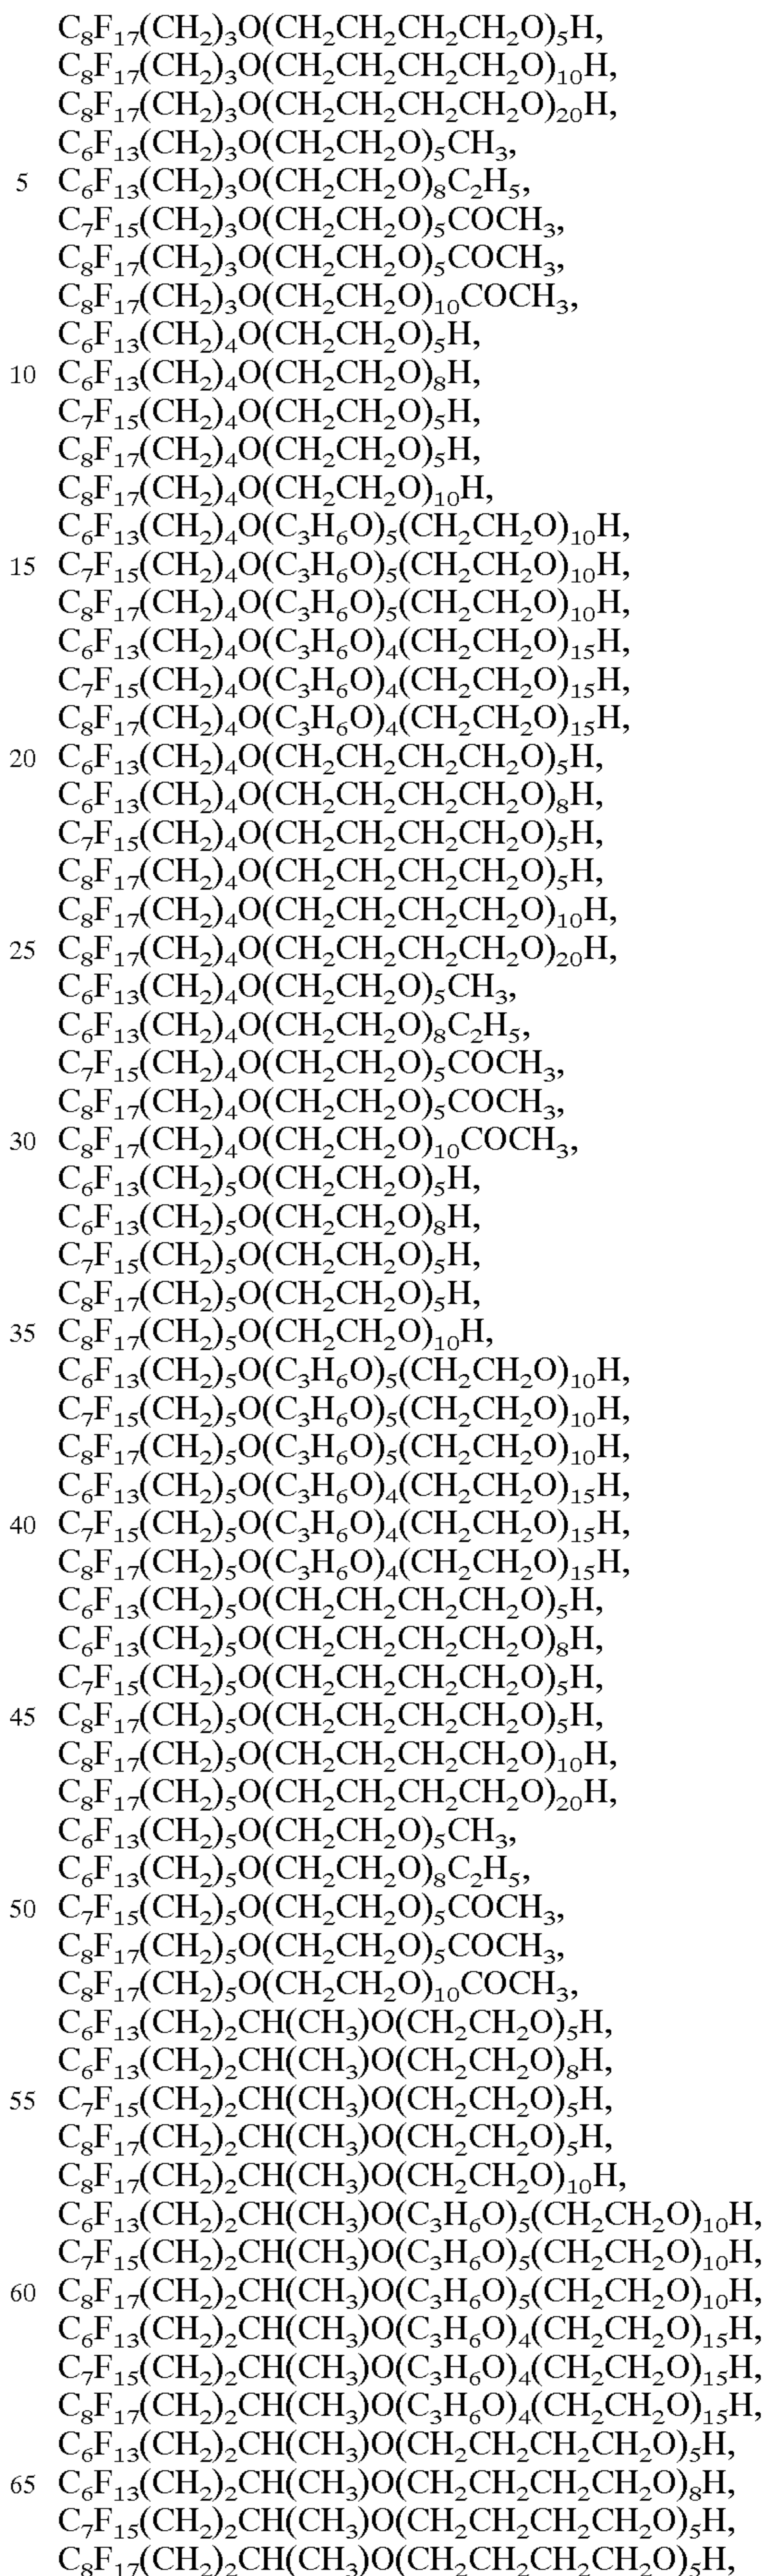 C₈F₁₇(CH₂)₃O(CH₂CH₂CH₂CH₂O)₅H,
C₈F₁₇(CH₂)₃O(CH₂CH₂CH₂CH₂O)₁₀H,
C₈F₁₇(CH₂)₃O(CH₂CH₂CH₂CH₂O)₂₀H,
C₆F₁₃(CH₂)₃O(CH₂CH₂O)₅CH₃,
5 C₆F₁₃(CH₂)₃O(CH₂CH₂O)₈C₂H₅,
C₇F₁₅(CH₂)₃O(CH₂CH₂O)₅COCH₃,
C₈F₁₇(CH₂)₃O(CH₂CH₂O)₅COCH₃,
C₈F₁₇(CH₂)₃O(CH₂CH₂O)₁₀COCH₃,
C₆F₁₃(CH₂)₄O(CH₂CH₂O)₅H,
10 C₆F₁₃(CH₂)₄O(CH₂CH₂O)₈H,
C₇F₁₅(CH₂)₄O(CH₂CH₂O)₅H,
C₈F₁₇(CH₂)₄O(CH₂CH₂O)₅H,
C₈F₁₇(CH₂)₄O(CH₂CH₂O)₁₀H,
C₆F₁₃(CH₂)₄O(C₃H₆O)₅(CH₂CH₂O)₁₀H,
15 C₇F₁₅(CH₂)₄O(C₃H₆O)₅(CH₂CH₂O)₁₀H,
C₈F₁₇(CH₂)₄O(C₃H₆O)₅(CH₂CH₂O)₁₀H,
C₆F₁₃(CH₂)₄O(C₃H₆O)₄(CH₂CH₂O)₁₅H,
C₇F₁₅(CH₂)₄O(C₃H₆O)₄(CH₂CH₂O)₁₅H,
C₈F₁₇(CH₂)₄O(C₃H₆O)₄(CH₂CH₂O)₁₅H,
20 C₆F₁₃(CH₂)₄O(CH₂CH₂CH₂CH₂O)₅H,
C₆F₁₃(CH₂)₄O(CH₂CH₂CH₂CH₂O)₈H,
C₇F₁₅(CH₂)₄O(CH₂CH₂CH₂CH₂O)₅H,
C₈F₁₇(CH₂)₄O(CH₂CH₂CH₂CH₂O)₅H,
C₈F₁₇(CH₂)₄O(CH₂CH₂CH₂CH₂O)₁₀H,
25 C₈F₁₇(CH₂)₄O(CH₂CH₂CH₂CH₂O)₂₀H,
C₆F₁₃(CH₂)₄O(CH₂CH₂O)₅CH₃,
C₆F₁₃(CH₂)₄O(CH₂CH₂O)₈C₂H₅,
C₇F₁₅(CH₂)₄O(CH₂CH₂O)₅COCH₃,
C₈F₁₇(CH₂)₄O(CH₂CH₂O)₅COCH₃,
30 C₈F₁₇(CH₂)₄O(CH₂CH₂O)₁₀COCH₃,
C₆F₁₃(CH₂)₅O(CH₂CH₂O)₅H,
C₆F₁₃(CH₂)₅O(CH₂CH₂O)₈H,
C₇F₁₅(CH₂)₅O(CH₂CH₂O)₅H,
C₈F₁₇(CH₂)₅O(CH₂CH₂O)₅H,
35 C₈F₁₇(CH₂)₅O(CH₂CH₂O)₁₀H,
C₆F₁₃(CH₂)₅O(C₃H₆O)₅(CH₂CH₂O)₁₀H,
C₇F₁₅(CH₂)₅O(C₃H₆O)₅(CH₂CH₂O)₁₀H,
C₈F₁₇(CH₂)₅O(C₃H₆O)₅(CH₂CH₂O)₁₀H,
C₆F₁₃(CH₂)₅O(C₃H₆O)₄(CH₂CH₂O)₁₅H,
40 C₇F₁₅(CH₂)₅O(C₃H₆O)₄(CH₂CH₂O)₁₅H,
C₈F₁₇(CH₂)₅O(C₃H₆O)₄(CH₂CH₂O)₁₅H,
C₆F₁₃(CH₂)₅O(CH₂CH₂CH₂CH₂O)₅H,
C₆F₁₃(CH₂)₅O(CH₂CH₂CH₂CH₂O)₈H,
C₇F₁₅(CH₂)₅O(CH₂CH₂CH₂CH₂O)₅H,
45 C₈F₁₇(CH₂)₅O(CH₂CH₂CH₂CH₂O)₅H,
C₈F₁₇(CH₂)₅O(CH₂CH₂CH₂CH₂O)₁₀H,
C₈F₁₇(CH₂)₅O(CH₂CH₂CH₂CH₂O)₂₀H,
C₆F₁₃(CH₂)₅O(CH₂CH₂O)₅CH₃,
C₆F₁₃(CH₂)₅O(CH₂CH₂O)₈C₂H₅,
50 C₇F₁₅(CH₂)₅O(CH₂CH₂O)₅COCH₃,
C₈F₁₇(CH₂)₅O(CH₂CH₂O)₅COCH₃,
C₈F₁₇(CH₂)₅O(CH₂CH₂O)₁₀COCH₃,
C₆F₁₃(CH₂)₂CH(CH₃)O(CH₂CH₂O)₅H,
C₆F₁₃(CH₂)₂CH(CH₃)O(CH₂CH₂O)₈H,
55 C₇F₁₅(CH₂)₂CH(CH₃)O(CH₂CH₂O)₅H,
C₈F₁₇(CH₂)₂CH(CH₃)O(CH₂CH₂O)₅H,
C₈F₁₇(CH₂)₂CH(CH₃)O(CH₂CH₂O)₁₀H,
C₆F₁₃(CH₂)₂CH(CH₃)O(C₃H₆O)₅(CH₂CH₂O)₁₀H,
C₇F₁₅(CH₂)₂CH(CH₃)O(C₃H₆O)₅(CH₂CH₂O)₁₀H,
60 C₈F₁₇(CH₂)₂CH(CH₃)O(C₃H₆O)₅(CH₂CH₂O)₁₀H,
C₆F₁₃(CH₂)₂CH(CH₃)O(C₃H₆O)₄(CH₂CH₂O)₁₅H,
C₇F₁₅(CH₂)₂CH(CH₃)O(C₃H₆O)₄(CH₂CH₂O)₁₅H,
C₈F₁₇(CH₂)₂CH(CH₃)O(C₃H₆O)₄(CH₂CH₂O)₁₅H,
C₆F₁₃(CH₂)₂CH(CH₃)O(CH₂CH₂CH₂CH₂O)₅H,
65 C₆F₁₃(CH₂)₂CH(CH₃)O(CH₂CH₂CH₂CH₂O)₈H,
C₇F₁₅(CH₂)₂CH(CH₃)O(CH₂CH₂CH₂CH₂O)₅H,
C₈F₁₇(CH₂)₂CH(CH₃)O(CH₂CH₂CH₂CH₂O)₅H,